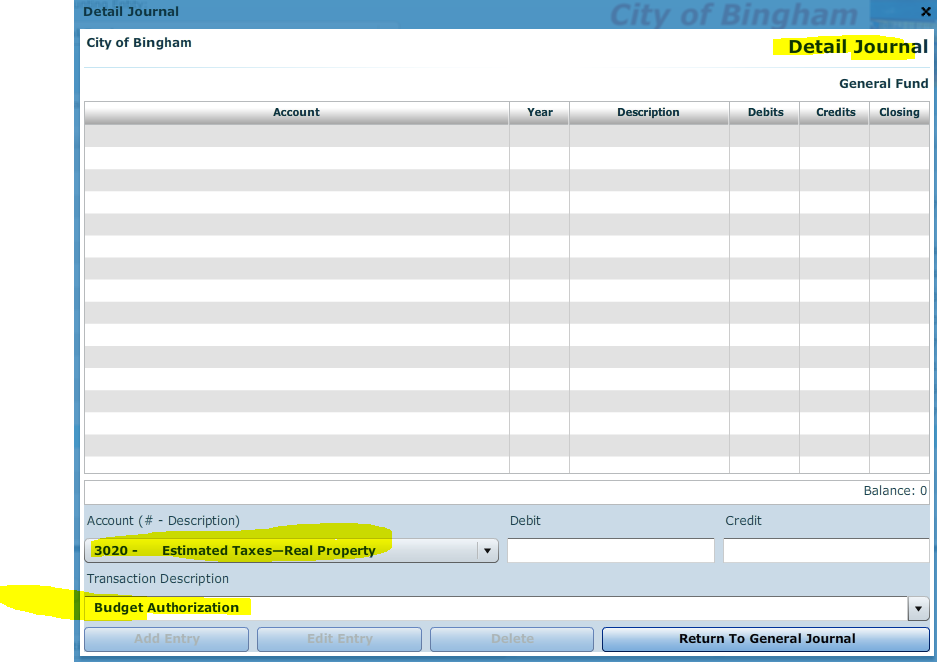 Detail Journal
City of Bingham
City of Bingham
Detail Journal
General Fund
Account Year Description Debits Credits Closing
Balance: 0
Account (# - Description) Debit Credit
3020 - Estimated Taxes—Real Property
Transaction Description
Budget Authorization
Add Entry Edit Entry Delete Return To General Journal